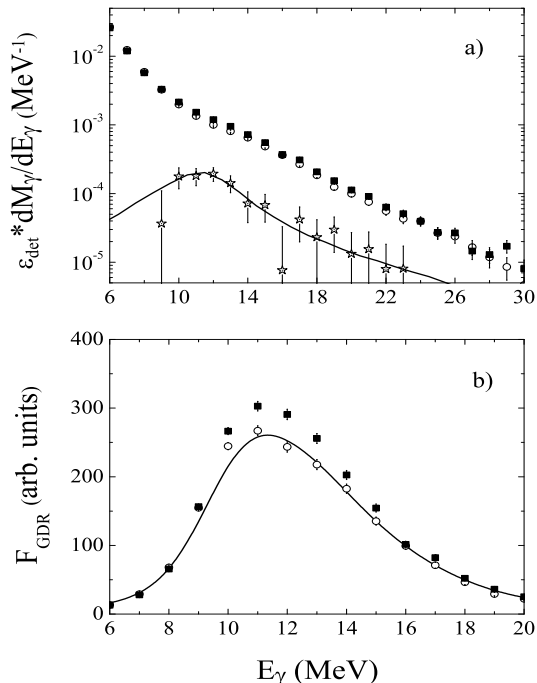 a)
ε_det*dM_γ/dE_γ (MeV⁻¹)
10⁻²
10⁻³
10⁻⁴
10⁻⁵
6 10 14 18 22 26 30
b)
F_GDR (arb. units)
400
300
200
100
0
6 8 10 12 14 16 18 20
E_γ (MeV)